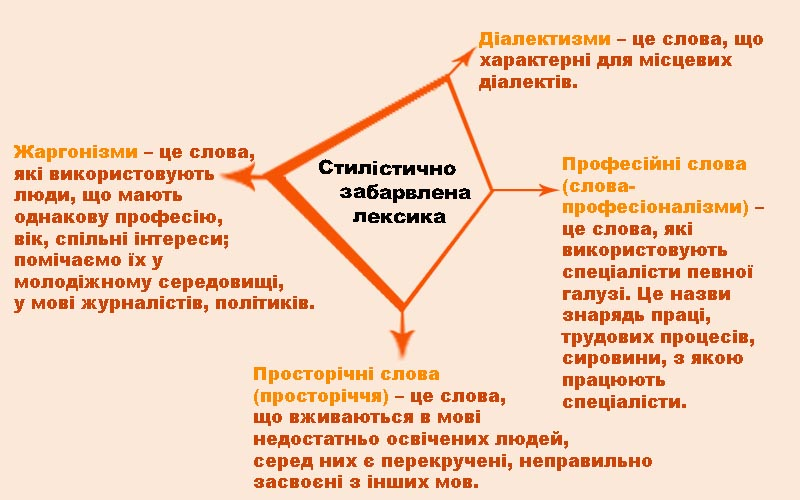 Діалектизми – це слова, що
характерні для місцевих
діалектів.
Жаргонізми – це слова,
які використовують
люди, що мають
однакову професію,
вік, спільні інтереси;
помічаємо їх у
молодіжному середовищі,
у мові журналістів, політиків.
Стилістично
забарвлена
лексика
Професійні слова
(слова-
професіоналізми) –
це слова, які
використовують
спеціалісти певної
галузі. Це назви
знарядь праці,
трудових процесів,
сировини, з якою
працюють
спеціалісти.
Просторічні слова
(просторіччя) – це слова,
що вживаються в мові
недостатньо освічених людей,
серед них є перекручені, неправильно
засвоєні з інших мов.